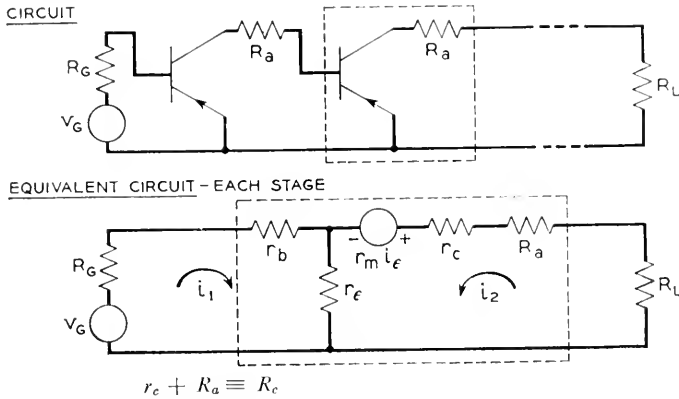 CIRCUIT
R_a R_a
R_G
R_L
v_G
EQUIVALENT CIRCUIT - EACH STAGE
r_b - r_m i_ε + r_c R_a
R_G i_1 r_ε i_2 R_L
v_G
r_c + R_a ≡ R_c